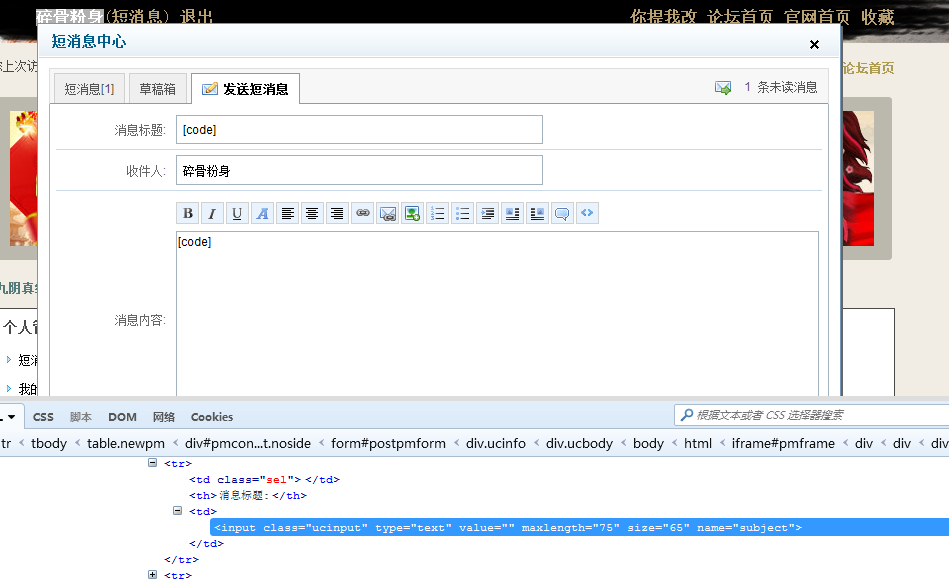 碎骨粉身(短消息) 退出
你提我改 论坛首页 官网首页 收藏
短消息中心
上次访
论坛首页
短消息[1] 草稿箱 发送短消息
1 条未读消息
消息标题: [code]
收件人: 碎骨粉身
B I U A
[code]
消息内容:
九阴真
个人
短消
我的
CSS 脚本 DOM 网络 Cookies
根据文本或者 CSS 选择器搜索
tr < tbody < table.newpm < div#pmcon...t.noside < form#postpmform < div.ucinfo < div.ucbody < body < html < iframe#pmframe < div < div < div
<tr>
<td class="sel"> </td>
<th>消息标题:</th>
<td>
<input class="ucinput" type="text" value="" maxlength="75" size="65" name="subject">
</td>
</tr>
<tr>